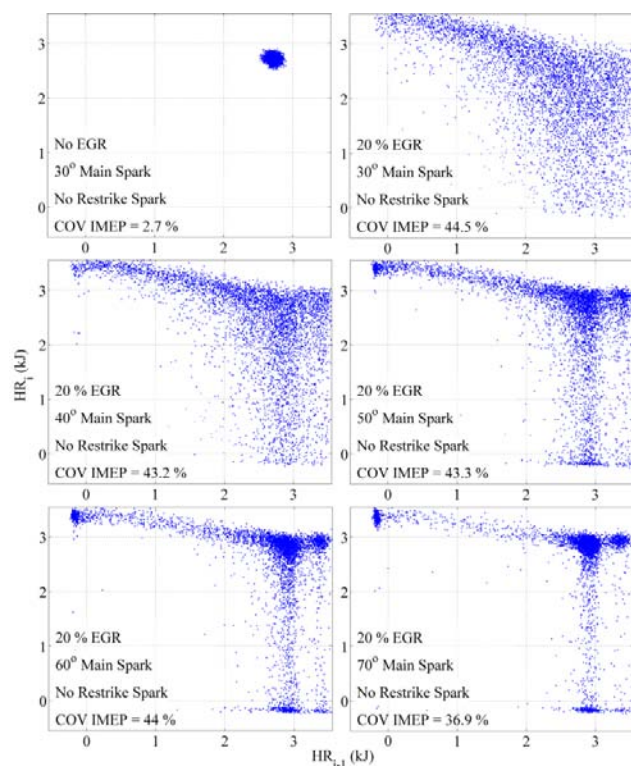 3
2
1
0
No EGR
30° Main Spark
No Restrike Spark
COV IMEP = 2.7 %
0
1
2
3
3
2
1
0
20 % EGR
30° Main Spark
No Restrike Spark
COV IMEP = 44.5 %
0
1
2
3
HR_i (kJ)
3
2
1
0
20 % EGR
40° Main Spark
No Restrike Spark
COV IMEP = 43.2 %
0
1
2
3
3
2
1
0
20 % EGR
50° Main Spark
No Restrike Spark
COV IMEP = 43.3 %
0
1
2
3
3
2
1
0
20 % EGR
60° Main Spark
No Restrike Spark
COV IMEP = 44 %
0
1
2
3
3
2
1
0
20 % EGR
70° Main Spark
No Restrike Spark
COV IMEP = 36.9 %
0
1
2
3
HR_i-1 (kJ)